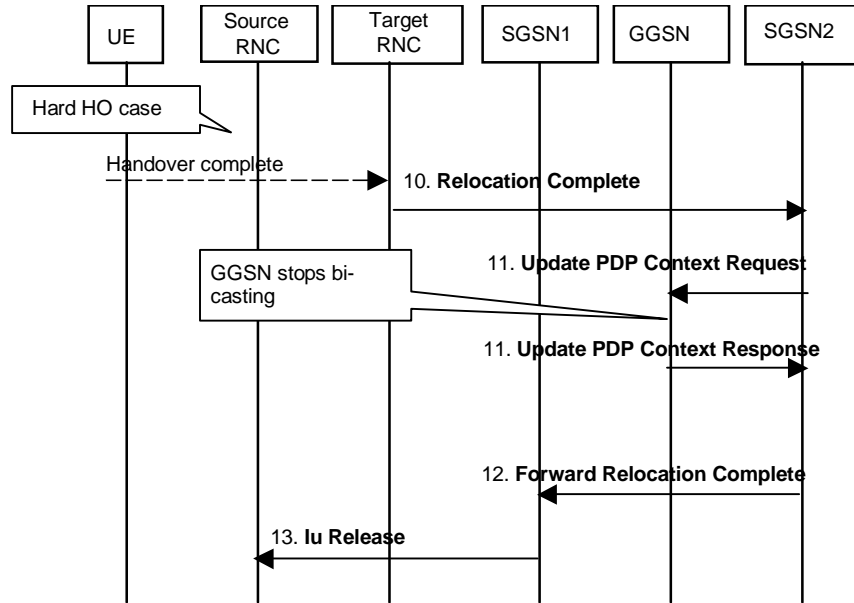 UE
Source
RNC
Target
RNC
SGSN1
GGSN
SGSN2
Hard HO case
Handover complete
10. Relocation Complete
11. Update PDP Context Request
GGSN stops bi-
casting
11. Update PDP Context Response
12. Forward Relocation Complete
13. Iu Release